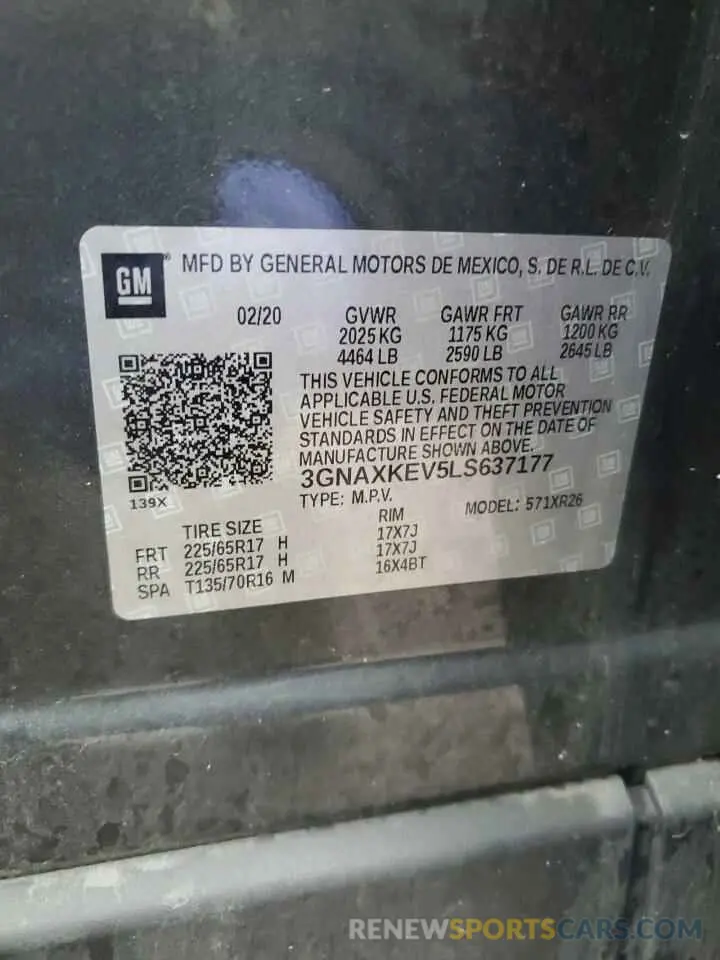 GM® MFD BY GENERAL MOTORS DE MEXICO, S. DE R.L. DE C.V.
02/20 GVWR GAWR FRT GAWR RR
2025 KG 1175 KG 1200 KG
4464 LB 2590 LB 2645 LB
THIS VEHICLE CONFORMS TO ALL
APPLICABLE U.S. FEDERAL MOTOR
VEHICLE SAFETY AND THEFT PREVENTION
STANDARDS IN EFFECT ON THE DATE OF
MANUFACTURE SHOWN ABOVE.
3GNAXKEV5LS637177
139X TYPE: M.P.V. MODEL: 571XR26
TIRE SIZE RIM
FRT 225/65R17 H 17X7J
RR 225/65R17 H 17X7J
SPA T135/70R16 M 16X4BT
RENEWSPORTSCARS.COM